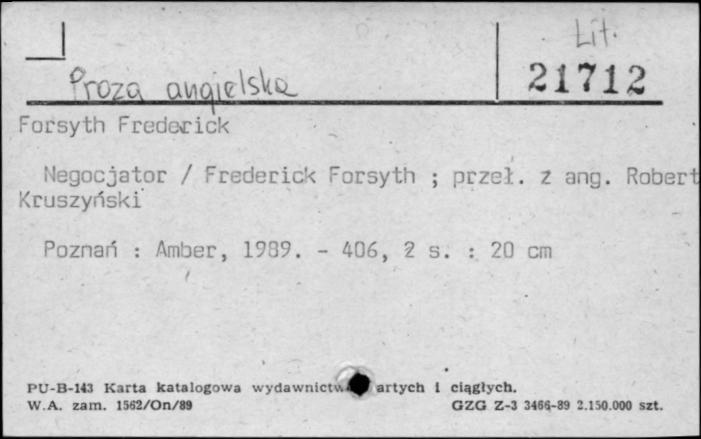 Lit.
Proza angielska 21712
Forsyth Frederick
Negocjator / Frederick Forsyth ; przeł. z ang. Robert
Kruszyński
Poznań : Amber, 1989. - 406, 2 s. : 20 cm
PU-B-143 Karta katalogowa wydawnictw artych i ciągłych.
W.A. zam. 1562/On/89 GZG Z-3 3466-89 2.150.000 szt.